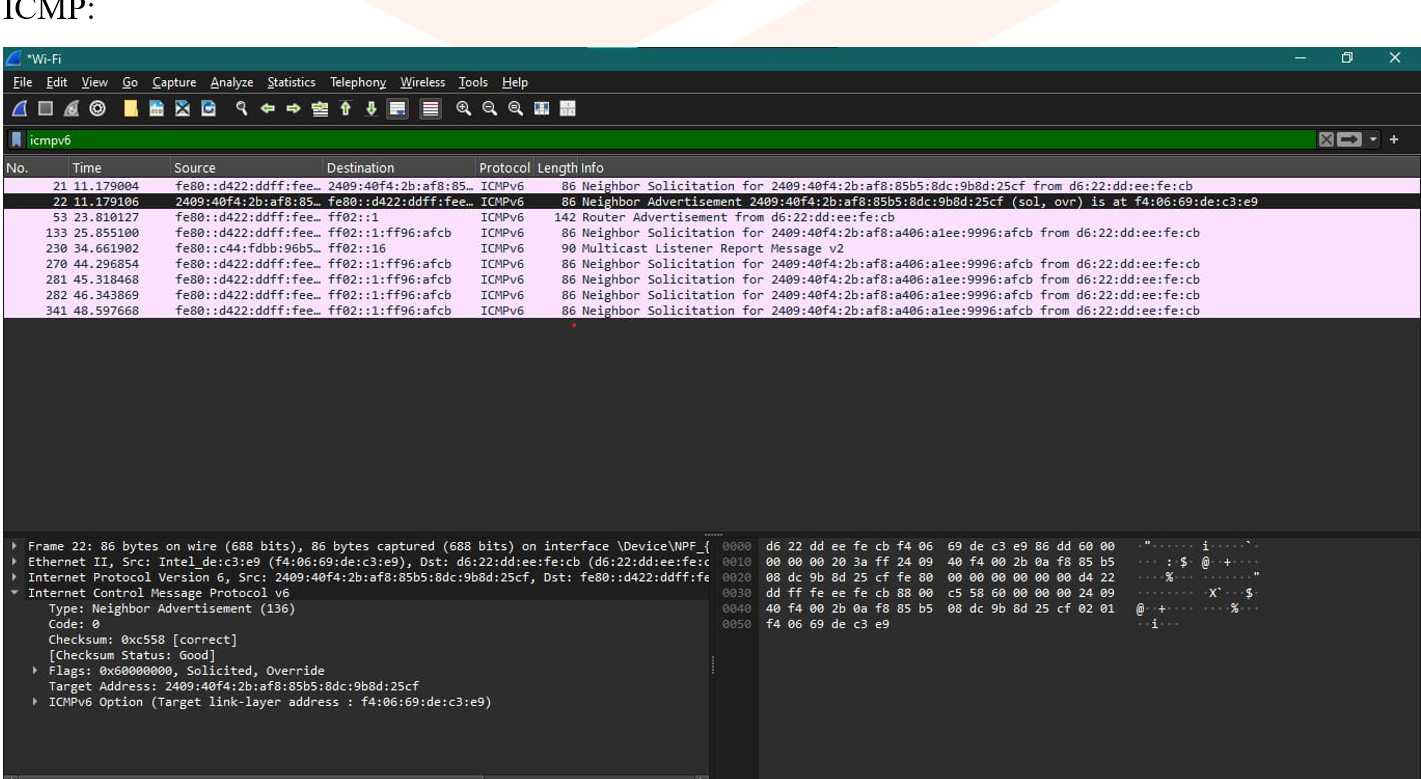 ICMP:
*Wi-Fi
File Edit View Go Capture Analyze Statistics Telephony Wireless Tools Help
icmpv6
No. Time Source Destination Protocol Length Info
21 11.179004 fe80::d422:ddff:fee… 2409:40f4:2b:af8:85… ICMPv6 86 Neighbor Solicitation for 2409:40f4:2b:af8:85b5:8dc:9b8d:25cf from d6:22:dd:ee:fe:cb
22 11.179106 2409:40f4:2b:af8:85… fe80::d422:ddff:fee… ICMPv6 86 Neighbor Advertisement 2409:40f4:2b:af8:85b5:8dc:9b8d:25cf (sol, ovr) is at f4:06:69:de:c3:e9
53 23.810127 fe80::d422:ddff:fee… ff02::1 ICMPv6 142 Router Advertisement from d6:22:dd:ee:fe:cb
133 25.855100 fe80::d422:ddff:fee… ff02::1:ff96:afcb ICMPv6 86 Neighbor Solicitation for 2409:40f4:2b:af8:a406:a1ee:9996:afcb from d6:22:dd:ee:fe:cb
230 34.661902 fe80::c44:fdbb:96b5… ff02::16 ICMPv6 90 Multicast Listener Report Message v2
270 44.296854 fe80::d422:ddff:fee… ff02::1:ff96:afcb ICMPv6 86 Neighbor Solicitation for 2409:40f4:2b:af8:a406:a1ee:9996:afcb from d6:22:dd:ee:fe:cb
281 45.318468 fe80::d422:ddff:fee… ff02::1:ff96:afcb ICMPv6 86 Neighbor Solicitation for 2409:40f4:2b:af8:a406:a1ee:9996:afcb from d6:22:dd:ee:fe:cb
282 46.343869 fe80::d422:ddff:fee… ff02::1:ff96:afcb ICMPv6 86 Neighbor Solicitation for 2409:40f4:2b:af8:a406:a1ee:9996:afcb from d6:22:dd:ee:fe:cb
341 48.597668 fe80::d422:ddff:fee… ff02::1:ff96:afcb ICMPv6 86 Neighbor Solicitation for 2409:40f4:2b:af8:a406:a1ee:9996:afcb from d6:22:dd:ee:fe:cb
Frame 22: 86 bytes on wire (688 bits), 86 bytes captured (688 bits) on interface \Device\NPF_{
Ethernet II, Src: Intel_de:c3:e9 (f4:06:69:de:c3:e9), Dst: d6:22:dd:ee:fe:cb (d6:22:dd:ee:fe:c
Internet Protocol Version 6, Src: 2409:40f4:2b:af8:85b5:8dc:9b8d:25cf, Dst: fe80::d422:ddff:fe
Internet Control Message Protocol v6
Type: Neighbor Advertisement (136)
Code: 0
Checksum: 0xc558 [correct]
[Checksum Status: Good]
Flags: 0x60000000, Solicited, Override
Target Address: 2409:40f4:2b:af8:85b5:8dc:9b8d:25cf
ICMPv6 Option (Target link-layer address : f4:06:69:de:c3:e9)
0000 d6 22 dd ee fe cb f4 06 69 de c3 e9 86 dd 60 00 ·"······ i·····`·
0010 00 00 00 20 3a ff 24 09 40 f4 00 2b 0a f8 85 b5 ··· :·$· @··+····
0020 08 dc 9b 8d 25 cf fe 80 00 00 00 00 00 00 d4 22 ····%··· ·······"
0030 dd ff fe ee fe cb 88 00 c5 58 60 00 00 00 24 09 ········ ·X`···$·
0040 40 f4 00 2b 0a f8 85 b5 08 dc 9b 8d 25 cf 02 01 @··+···· ····%···
0050 f4 06 69 de c3 e9 ··i···